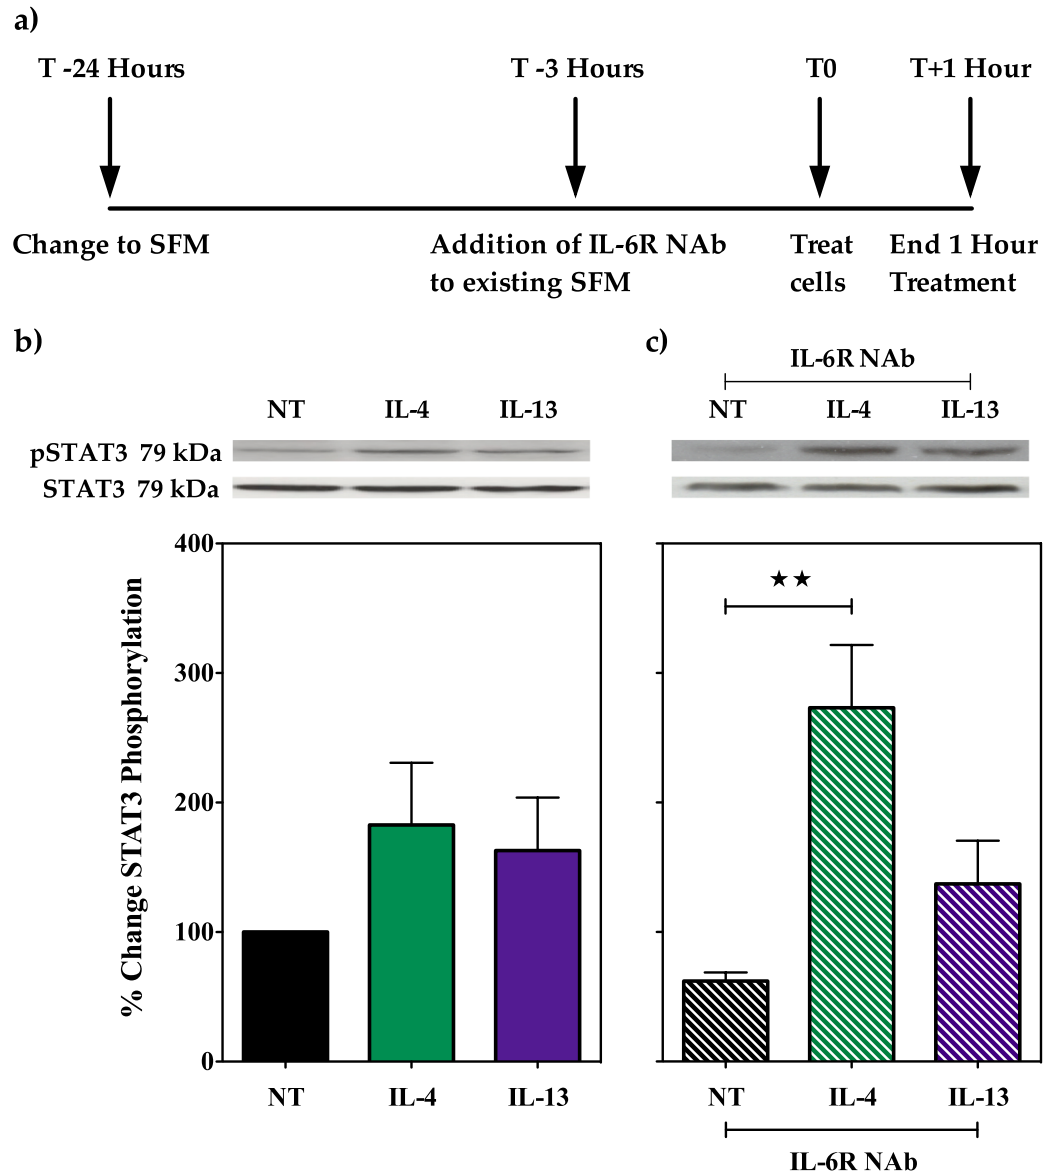 a)
T -24 Hours T -3 Hours T0 T+1 Hour
Change to SFM Addition of IL-6R NAb Treat End 1 Hour
to existing SFM cells Treatment
b)
NT IL-4 IL-13
pSTAT3 79 kDa
STAT3 79 kDa
400
300
200
100
0
% Change STAT3 Phosphorylation
NT IL-4 IL-13
c)
IL-6R NAb
NT IL-4 IL-13
★★
NT IL-4 IL-13
IL-6R NAb